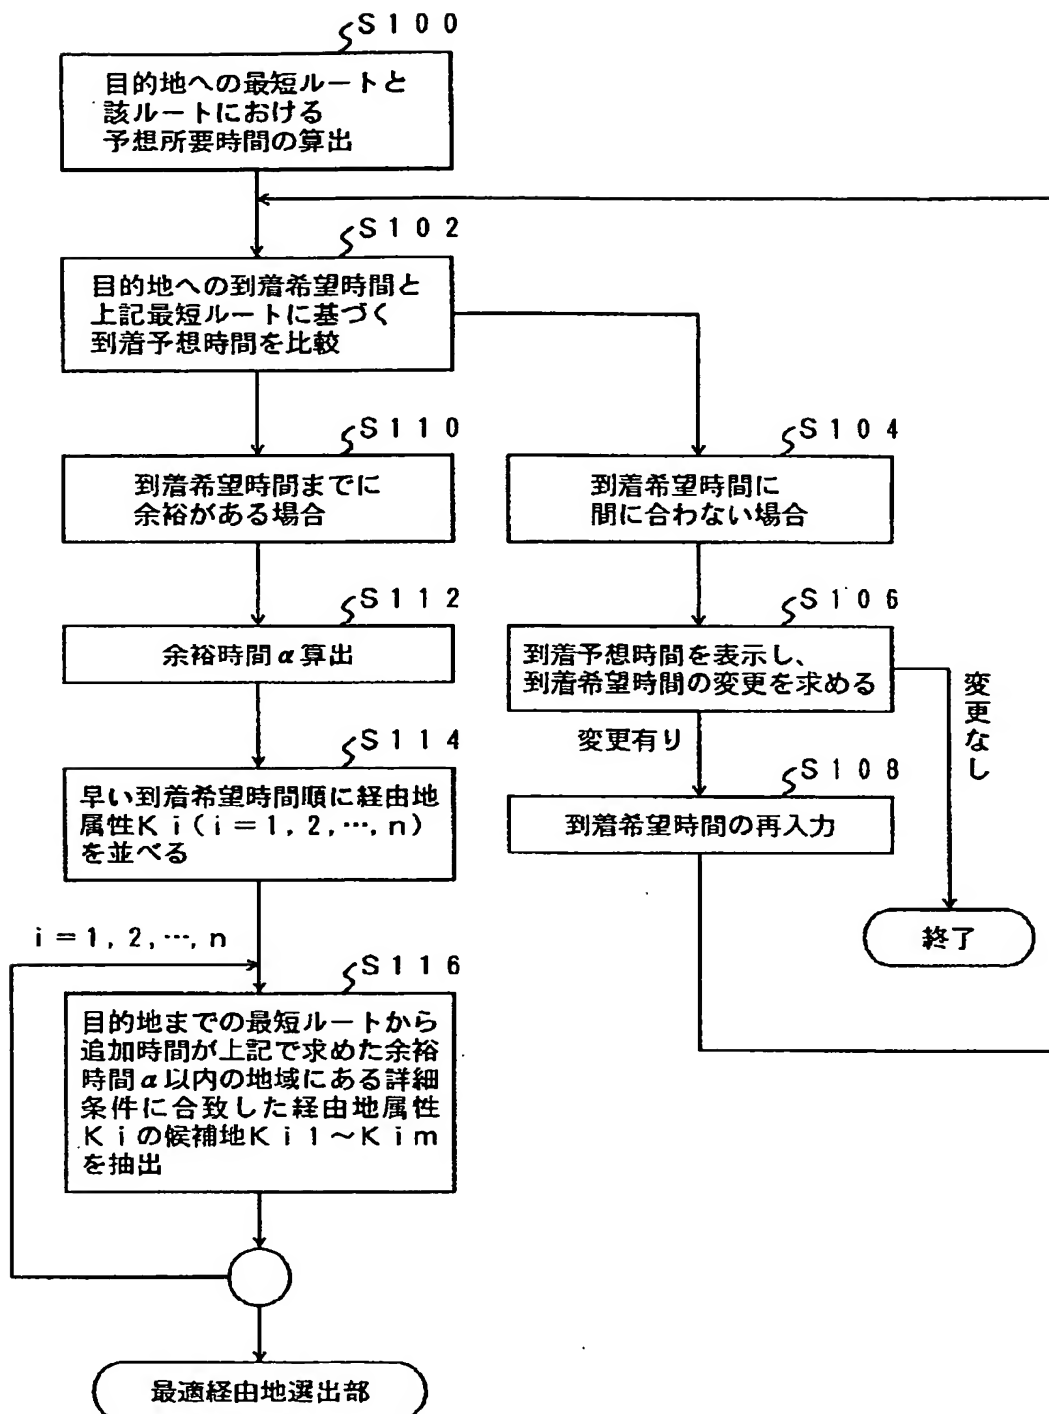 S100
目的地への最短ルートと
該ルートにおける
予想所要時間の算出
S102
目的地への到着希望時間と
上記最短ルートに基づく
到着予想時間を比較
S110
到着希望時間までに
余裕がある場合
S104
到着希望時間に
間に合わない場合
S112
余裕時間α算出
S106
到着予想時間を表示し、
到着希望時間の変更を求める
変更なし
変更有り
S114
早い到着希望時間順に経由地
属性Ki(i=1,2,…,n)
を並べる
S108
到着希望時間の再入力
終了
i=1,2,…,n
S116
目的地までの最短ルートから
追加時間が上記で求めた余裕
時間α以内の地域にある詳細
条件に合致した経由地属性
Kiの候補地Ki1～Kim
を抽出
最適経由地選出部